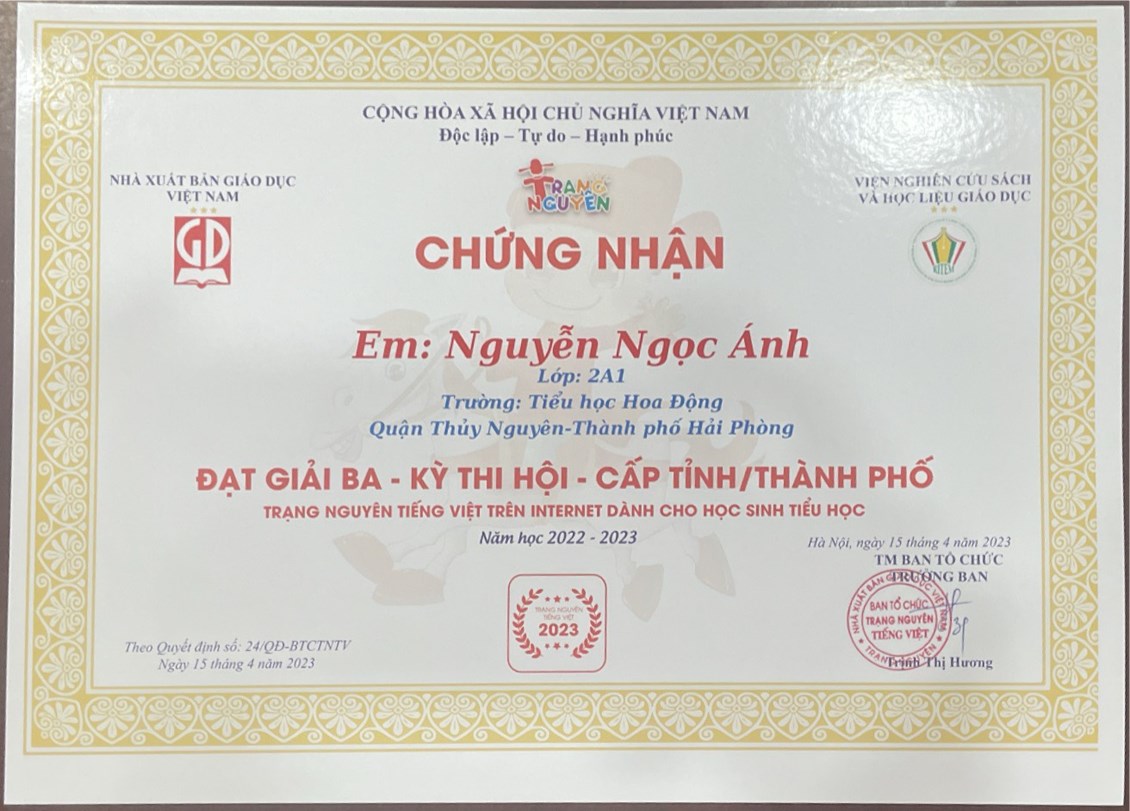 CỘNG HÒA XÃ HỘI CHỦ NGHĨA VIỆT NAM
Độc lập – Tự do – Hạnh phúc
NHÀ XUẤT BẢN GIÁO DỤC
VIỆT NAM
GD
TRẠNG
NGUYÊN
VIỆN NGHIÊN CỨU SÁCH
VÀ HỌC LIỆU GIÁO DỤC
CHỨNG NHẬN
Em: Nguyễn Ngọc Ánh
Lớp: 2A1
Trường: Tiểu học Hoa Động
Quận Thủy Nguyên-Thành phố Hải Phòng
ĐẠT GIẢI BA - KỲ THI HỘI - CẤP TỈNH/THÀNH PHỐ
TRẠNG NGUYÊN TIẾNG VIỆT TRÊN INTERNET DÀNH CHO HỌC SINH TIỂU HỌC
Năm học 2022 - 2023
Hà Nội, ngày 15 tháng 4 năm 2023
TM BAN TỔ CHỨC
TRƯỞNG BAN
BAN TỔ CHỨC
TRẠNG NGUYÊN
TIẾNG VIỆT
Trịnh Thị Hương
TRẠNG NGUYÊN
TIẾNG VIỆT
2023
Theo Quyết định số: 24/QĐ-BTCTNTV
Ngày 15 tháng 4 năm 2023